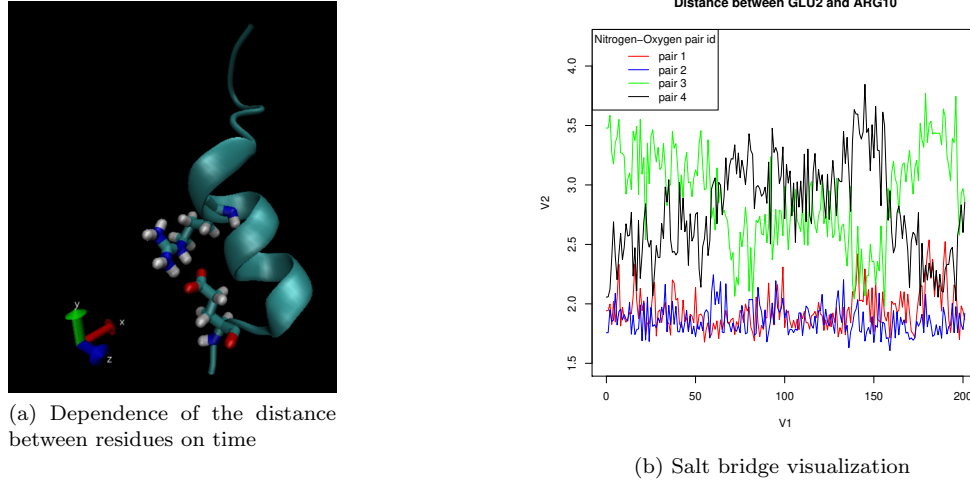 y
x
z
(a) Dependence of the distance
between residues on time
Distance between GLU2 and ARG10
Nitrogen−Oxygen pair id
pair 1
pair 2
pair 3
pair 4
V2
4.0
3.5
3.0
2.5
2.0
1.5
0
50
100
150
200
V1
(b) Salt bridge visualization